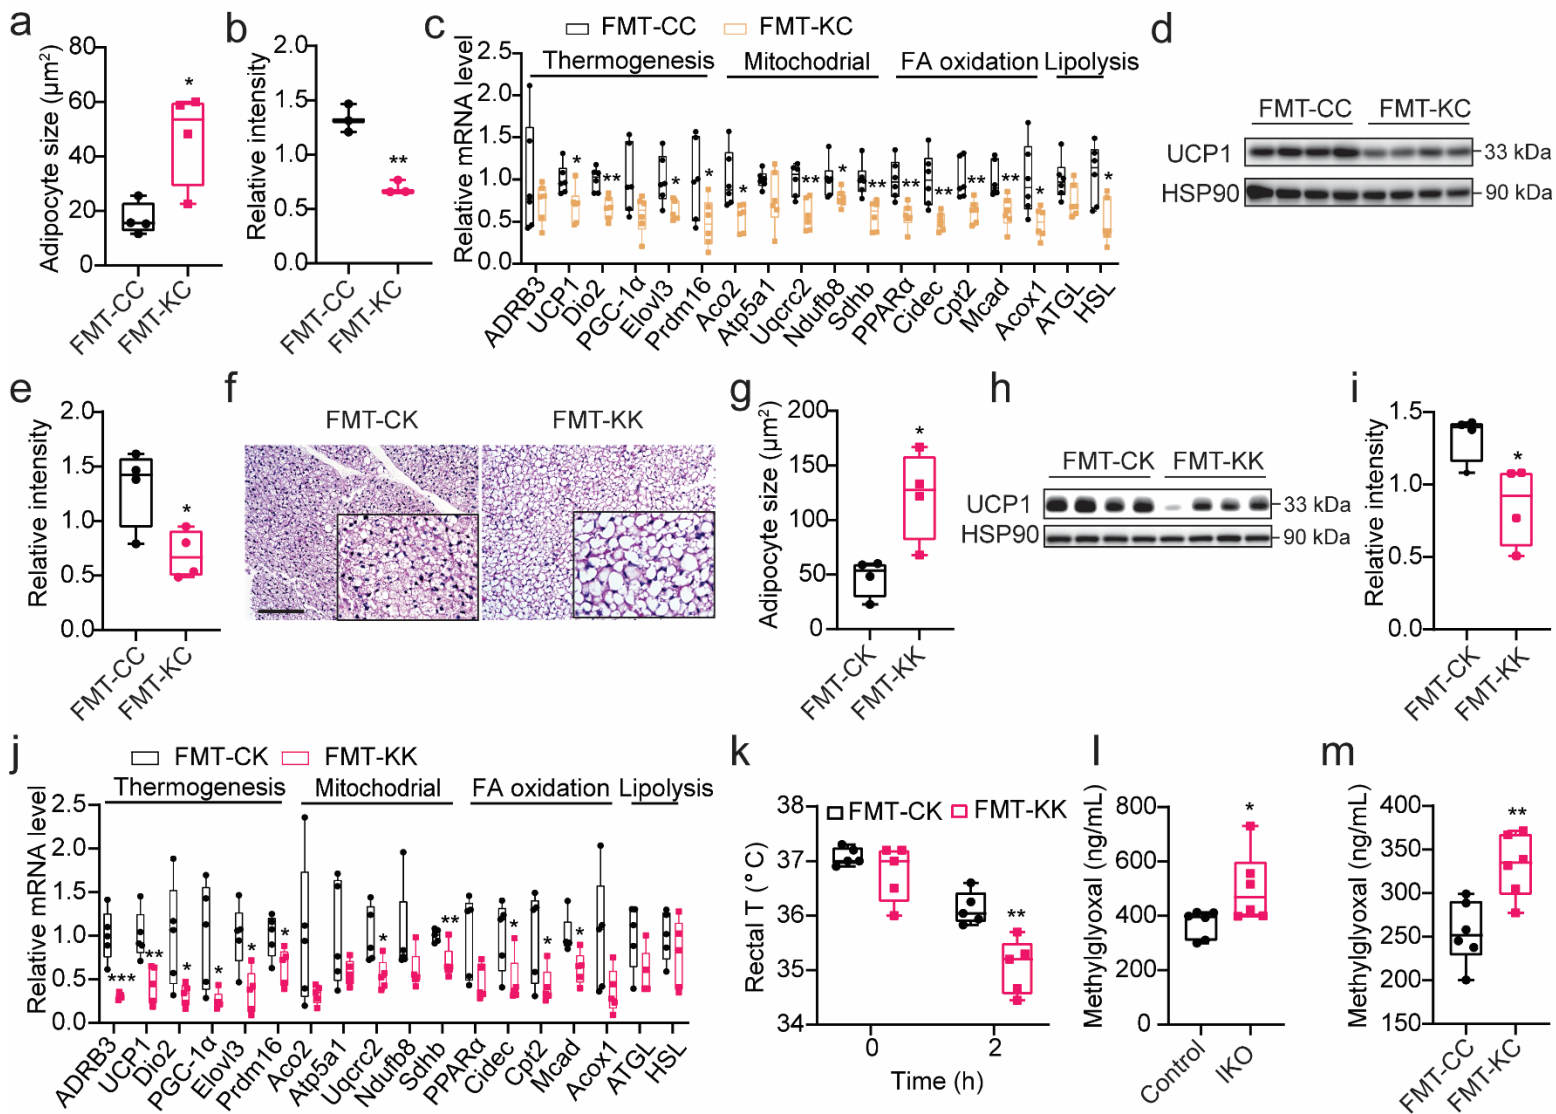 a
Adipocyte size (µm²)
80
60
40
20
0
*
FMT-CC
FMT-KC
b
Relative intensity
2.0
1.5
1.0
0.5
0.0
**
FMT-CC
FMT-KC
c
FMT-CC
FMT-KC
Thermogenesis
Mitochodrial
FA oxidation
Lipolysis
Relative mRNA level
2.5
2.0
1.5
1.0
0.5
0.0
* ** * * * ** * ** ** ** ** ** * *
ADRB3
UCP1
Dio2
PGC-1α
Elovl3
Prdm16
Aco2
Atp5a1
Uqcrc2
Ndufb8
Sdhb
PPARα
Cidec
Cpt2
Mcad
Acox1
ATGL
HSL
d
FMT-CC
FMT-KC
UCP1
33 kDa
HSP90
90 kDa
e
Relative intensity
2.0
1.5
1.0
0.5
0.0
*
FMT-CC
FMT-KC
f
FMT-CK
FMT-KK
g
Adipocyte size (µm²)
200
150
100
50
0
*
FMT-CK
FMT-KK
h
FMT-CK
FMT-KK
UCP1
33 kDa
HSP90
90 kDa
i
Relative intensity
1.5
1.0
0.5
0.0
*
FMT-CK
FMT-KK
j
FMT-CK
FMT-KK
Thermogenesis
Mitochodrial
FA oxidation
Lipolysis
Relative mRNA level
2.5
2.0
1.5
1.0
0.5
0.0
*** ** * * * * * ** * * *
ADRB3
UCP1
Dio2
PGC-1α
Elovl3
Prdm16
Aco2
Atp5a1
Uqcrc2
Ndufb8
Sdhb
PPARα
Cidec
Cpt2
Mcad
Acox1
ATGL
HSL
k
FMT-CK
FMT-KK
Rectal T (°C)
38
37
36
35
34
**
0
2
Time (h)
l
Methylglyoxal (ng/mL)
800
600
400
200
0
*
Control
IKO
m
Methylglyoxal (ng/mL)
400
350
300
250
200
150
**
FMT-CC
FMT-KC